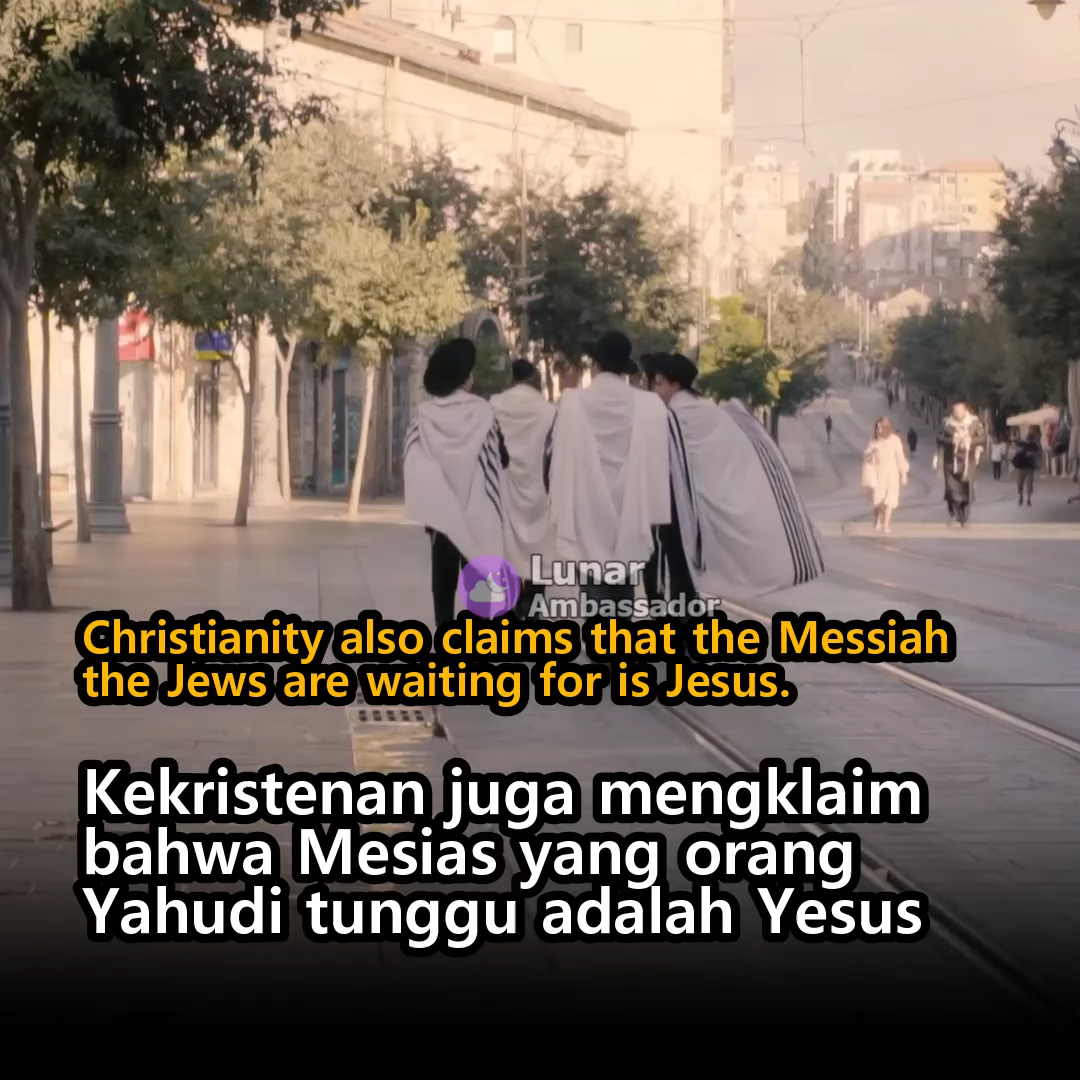 Lunar
Ambassador
Christianity also claims that the Messiah
the Jews are waiting for is Jesus.
Kekristenan juga mengklaim
bahwa Mesias yang orang
Yahudi tunggu adalah Yesus